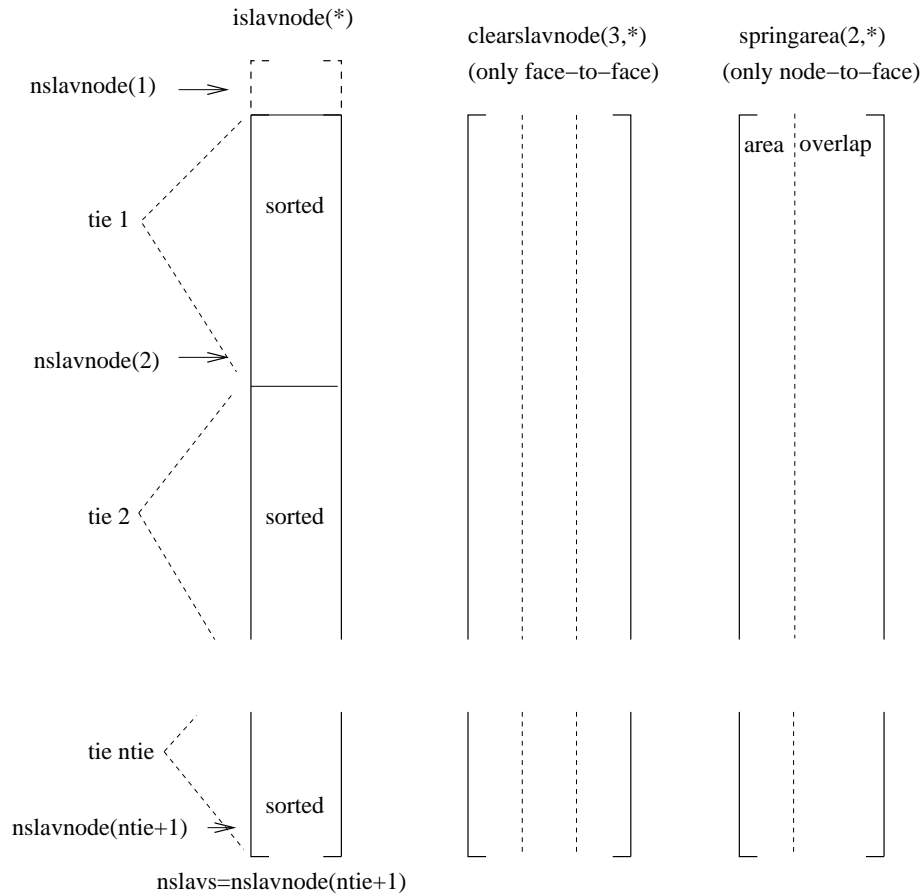 islavnode(*)
clearslavnode(3,*)
(only face−to−face)
springarea(2,*)
(only node−to−face)
nslavnode(1)
area
overlap
tie 1
sorted
nslavnode(2)
tie 2
sorted
tie ntie
sorted
nslavnode(ntie+1)
nslavs=nslavnode(ntie+1)